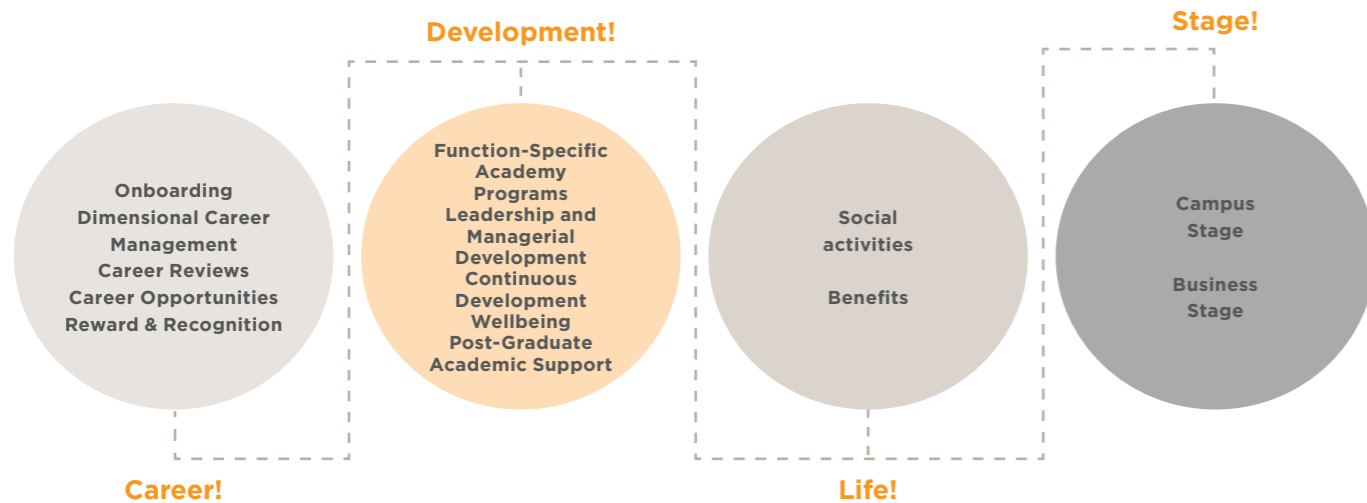 Development!
Stage!
Onboarding
Dimensional Career
Management
Career Reviews
Career Opportunities
Reward & Recognition
Function-Specific
Academy
Programs
Leadership and
Managerial
Development
Continuous
Development
Wellbeing
Post-Graduate
Academic Support
Social
activities
Benefits
Campus
Stage
Business
Stage
Career!
Life!